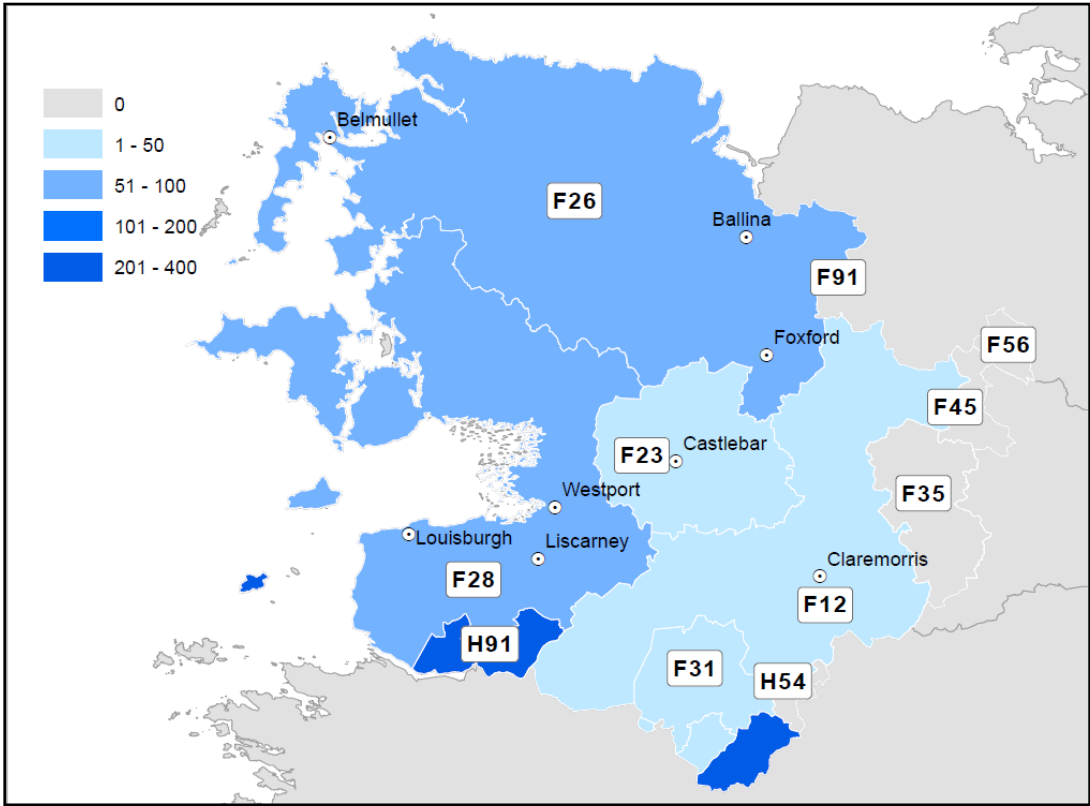 0
1 - 50
51 - 100
101 - 200
201 - 400
Belmullet
F26
Ballina
F91
Foxford
F56
F45
F23
Castlebar
F35
Westport
Louisburgh
Liscarney
F28
Claremorris
F12
H91
F31
H54